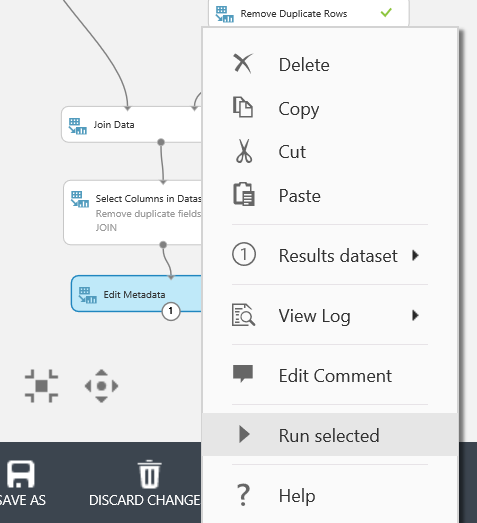 Remove Duplicate Rows
Delete
Copy
Join Data
Cut
Paste
Select Columns in Datas
Remove duplicate fields
JOIN
1
Results dataset
Edit Metadata
1
View Log
Edit Comment
Run selected
SAVE AS
DISCARD CHANGE
?
Help